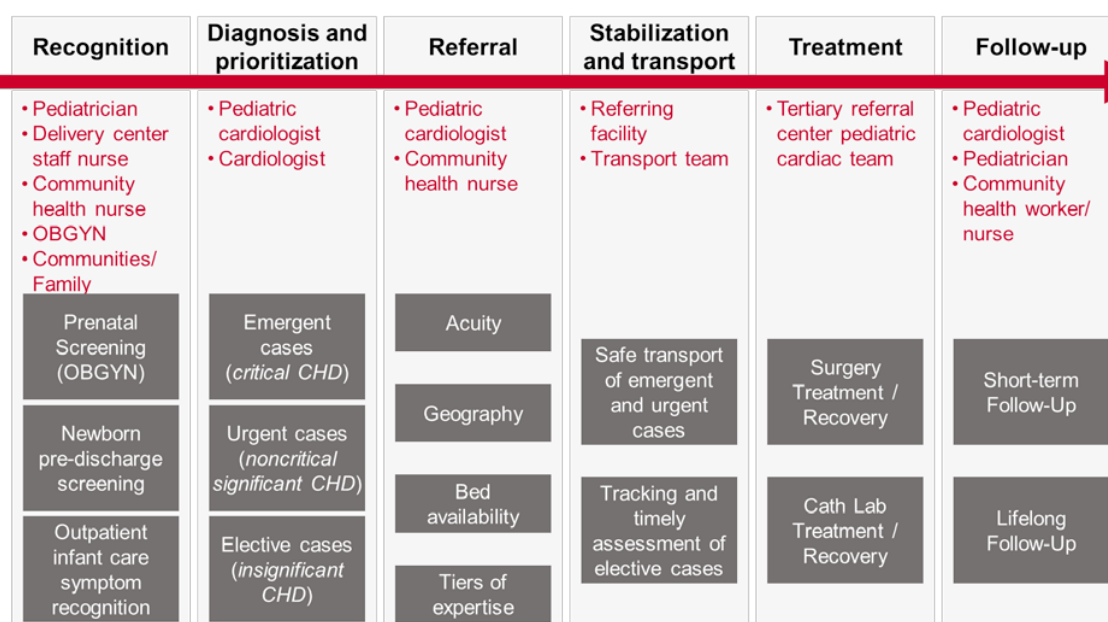 Recognition
• Pediatrician
• Delivery center
staff nurse
• Community
health nurse
• OBGYN
• Communities/
Family
Prenatal
Screening
(OBGYN)
Newborn
pre-discharge
screening
Outpatient
infant care
symptom
recognition
Diagnosis and
prioritization
• Pediatric
cardiologist
• Cardiologist
Emergent
cases
(critical CHD)
Urgent cases
(noncritical
significant CHD)
Elective cases
(insignificant
CHD)
Referral
• Pediatric
cardiologist
• Community
health nurse
Acuity
Geography
Bed
availability
Tiers of
expertise
Stabilization
and transport
• Referring
facility
• Transport team
Safe transport
of emergent
and urgent
cases
Tracking and
timely
assessment of
elective cases
Treatment
• Tertiary referral
center pediatric
cardiac team
Surgery
Treatment /
Recovery
Cath Lab
Treatment /
Recovery
Follow-up
• Pediatric
cardiologist
• Pediatrician
• Community
health worker/
nurse
Short-term
Follow-Up
Lifelong
Follow-Up